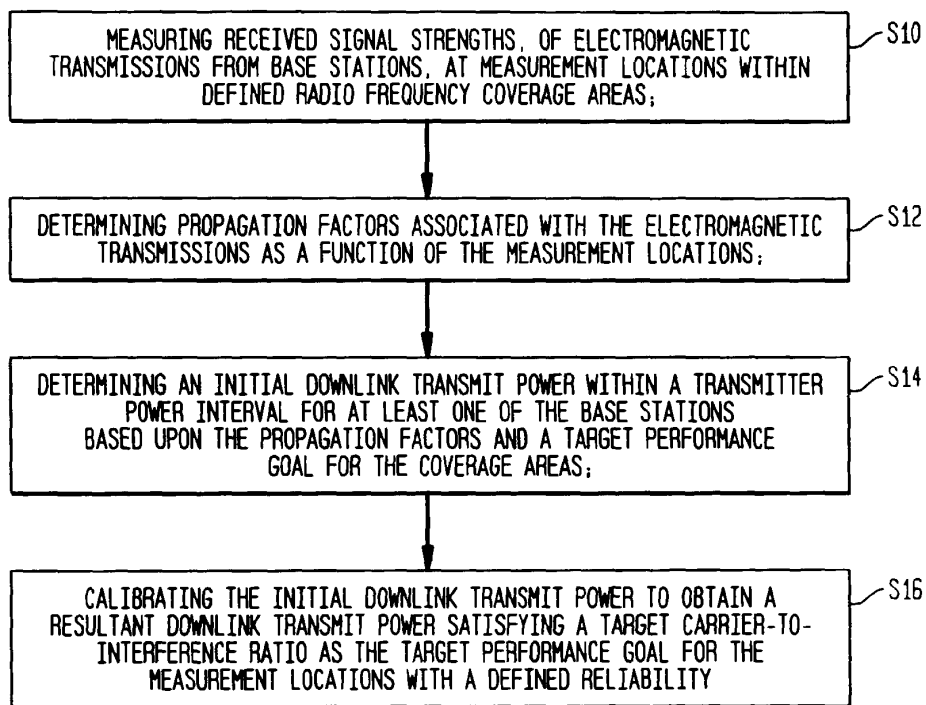 MEASURING RECEIVED SIGNAL STRENGTHS, OF ELECTROMAGNETIC
TRANSMISSIONS FROM BASE STATIONS, AT MEASUREMENT LOCATIONS WITHIN
DEFINED RADIO FREQUENCY COVERAGE AREAS;
S10
DETERMINING PROPAGATION FACTORS ASSOCIATED WITH THE ELECTROMAGNETIC
TRANSMISSIONS AS A FUNCTION OF THE MEASUREMENT LOCATIONS;
S12
DETERMINING AN INITIAL DOWNLINK TRANSMIT POWER WITHIN A TRANSMITTER
POWER INTERVAL FOR AT LEAST ONE OF THE BASE STATIONS
BASED UPON THE PROPAGATION FACTORS AND A TARGET PERFORMANCE
GOAL FOR THE COVERAGE AREAS;
S14
CALIBRATING THE INITIAL DOWNLINK TRANSMIT POWER TO OBTAIN A
RESULTANT DOWNLINK TRANSMIT POWER SATISFYING A TARGET CARRIER-TO-
INTERFERENCE RATIO AS THE TARGET PERFORMANCE GOAL FOR THE
MEASUREMENT LOCATIONS WITH A DEFINED RELIABILITY
S16